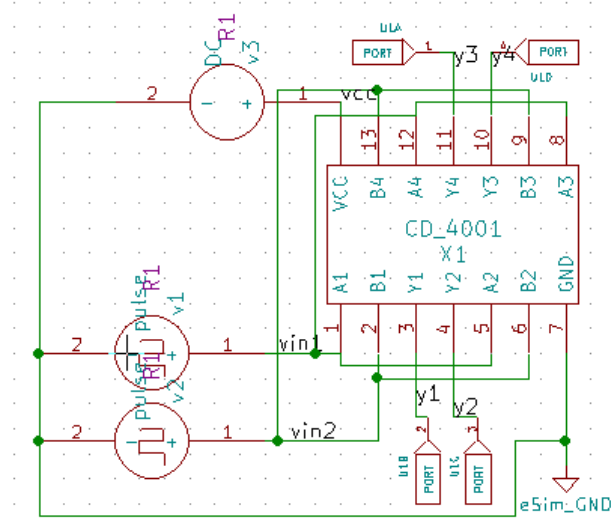 U1A
PORT 1 y3
y4 4 PORT
U1D
DC
R1
v3
2 - + 1 vcc
13 12 11 10 9 8
VCC B4 A4 Y4 Y3 B3 A3
CD_4001
X1
A1 B1 Y1 Y2 A2 B2 GND
1 2 3 4 5 6 7
pulse
R1
v1
2 + 1 vin1
pulse
R1
v2
2 - + 1 vin2
y1 y2
2 3
U1B PORT U1C PORT
eSim_GND